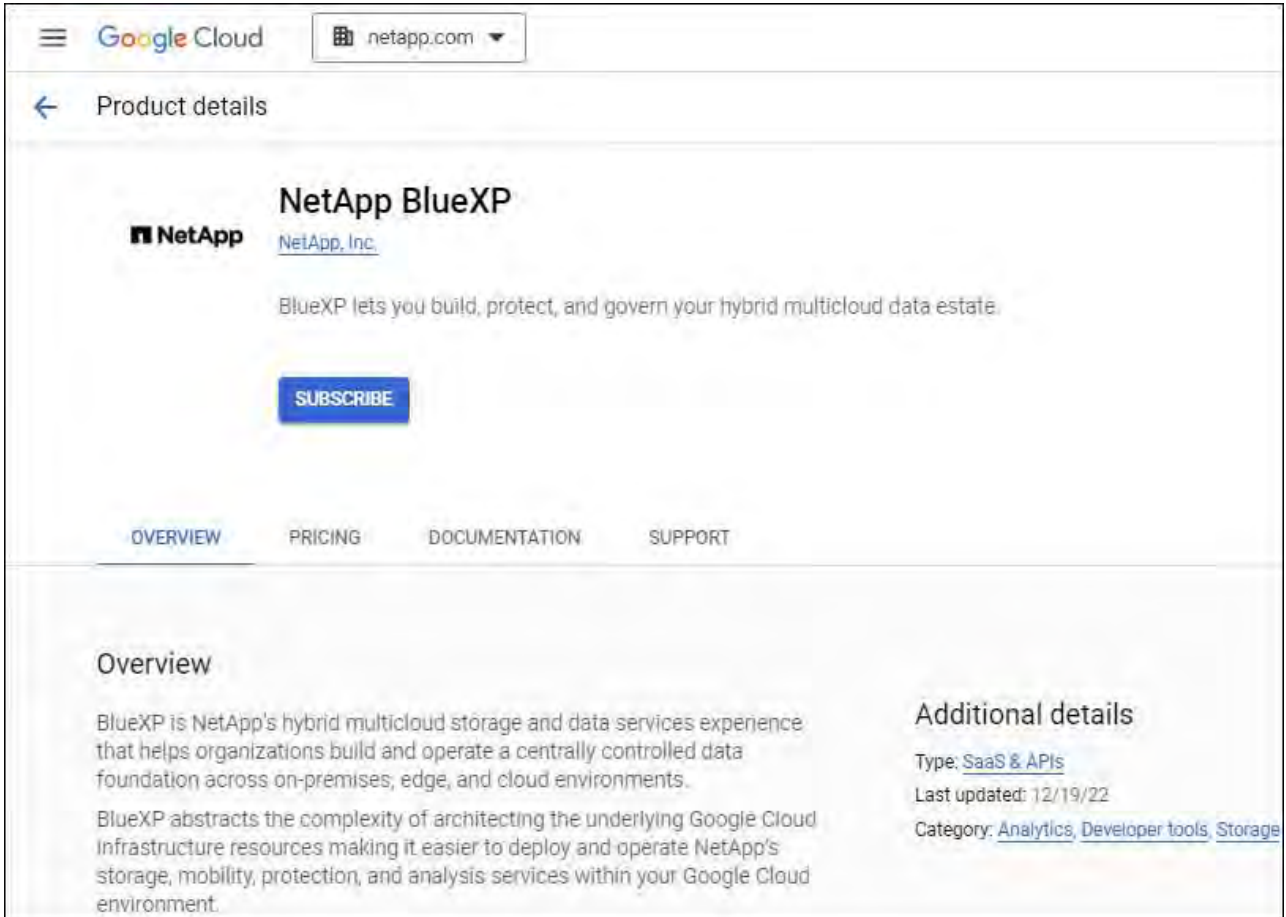 Google Cloud
netapp.com
Product details
NetApp BlueXP
NetApp
NetApp, Inc.
BlueXP lets you build, protect, and govern your hybrid multicloud data estate.
SUBSCRIBE
OVERVIEW PRICING DOCUMENTATION SUPPORT
Overview
BlueXP is NetApp's hybrid multicloud storage and data services experience
that helps organizations build and operate a centrally controlled data
foundation across on-premises, edge, and cloud environments.
BlueXP abstracts the complexity of architecting the underlying Google Cloud
infrastructure resources making it easier to deploy and operate NetApp's
storage, mobility, protection, and analysis services within your Google Cloud
environment.
Additional details
Type: SaaS & APIs
Last updated: 12/19/22
Category: Analytics, Developer tools, Storage